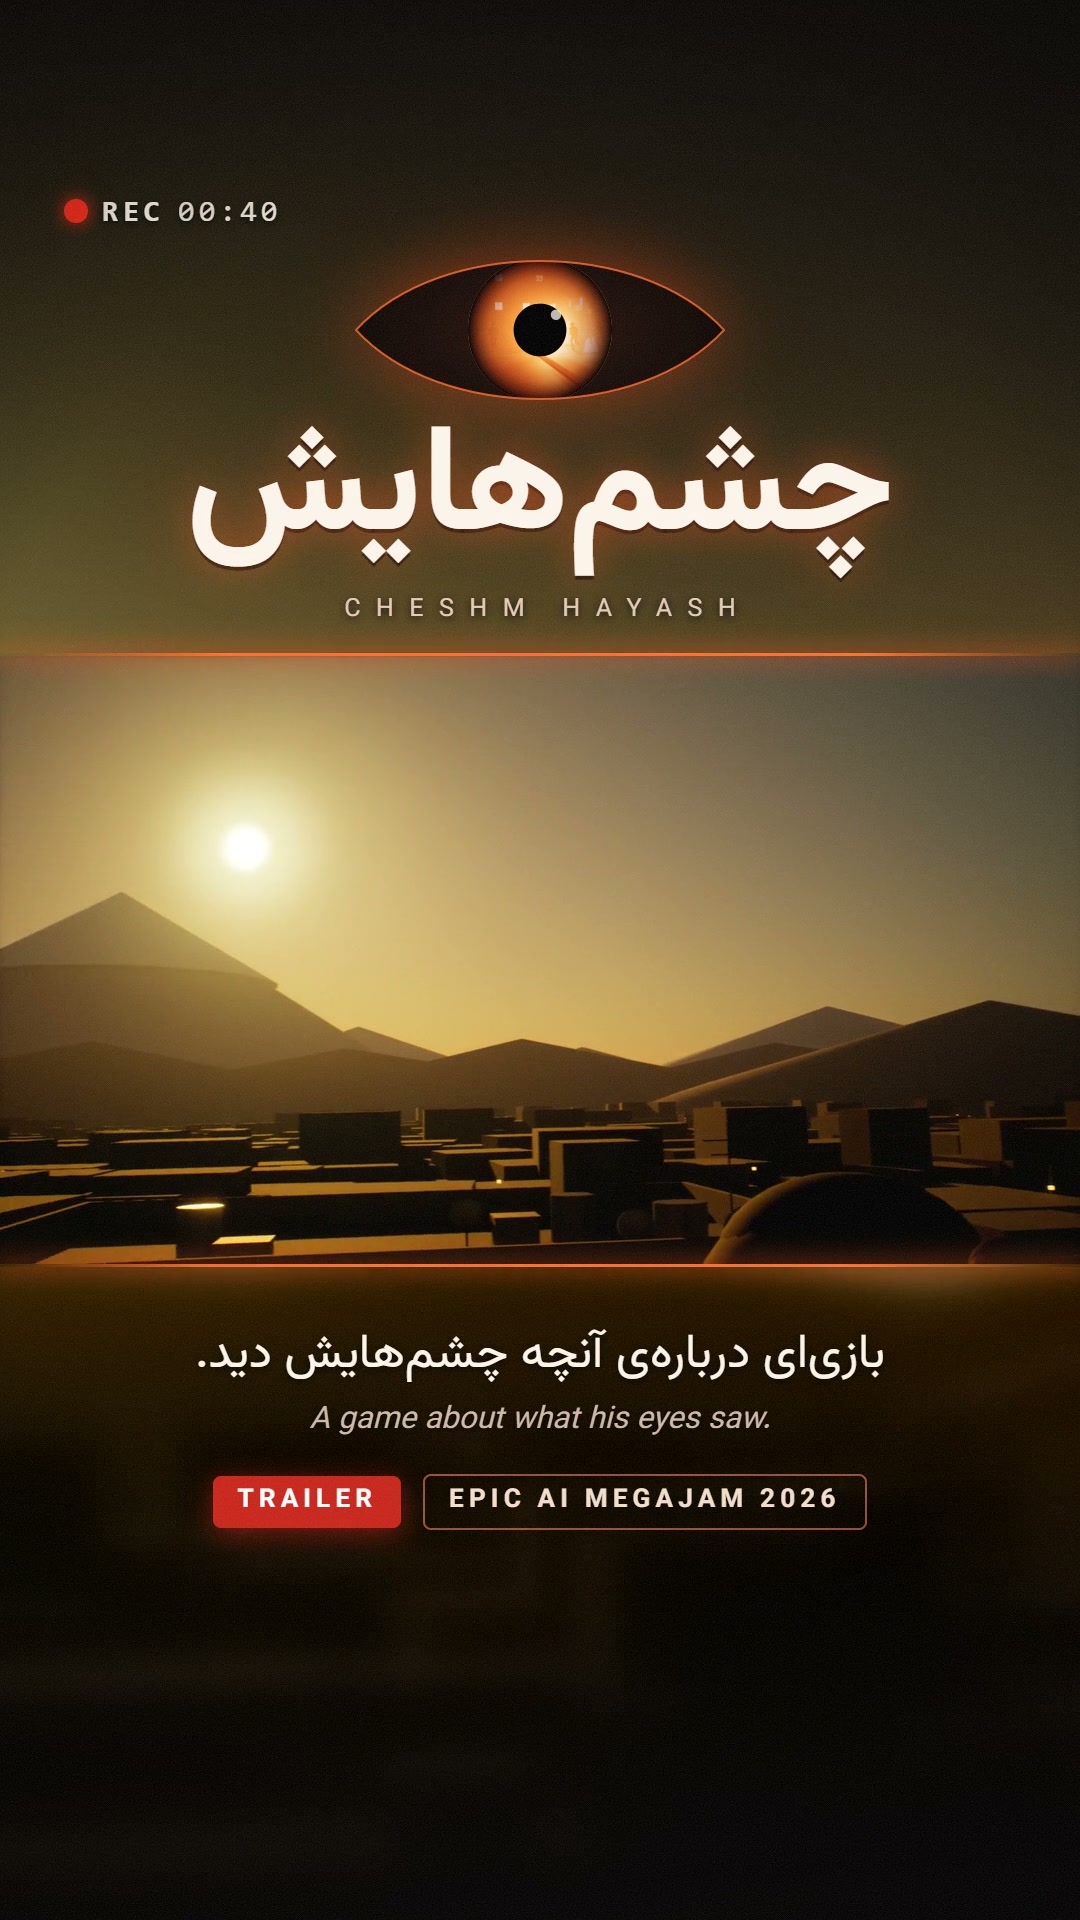 REC 00:40
چشم‌هایش
CHESHM HAYASH
بازی‌ای درباره‌ی آنچه چشم‌هایش دید.
A game about what his eyes saw.
TRAILER
EPIC AI MEGAJAM 2026